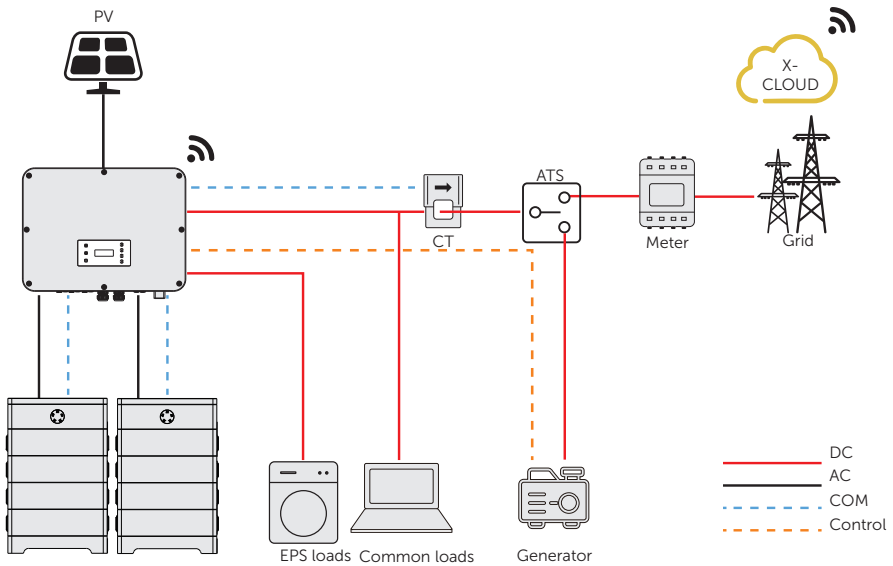 PV
X-
CLOUD
ATS
CT
Meter
Grid
EPS loads
Common loads
Generator
DC
AC
COM
Control